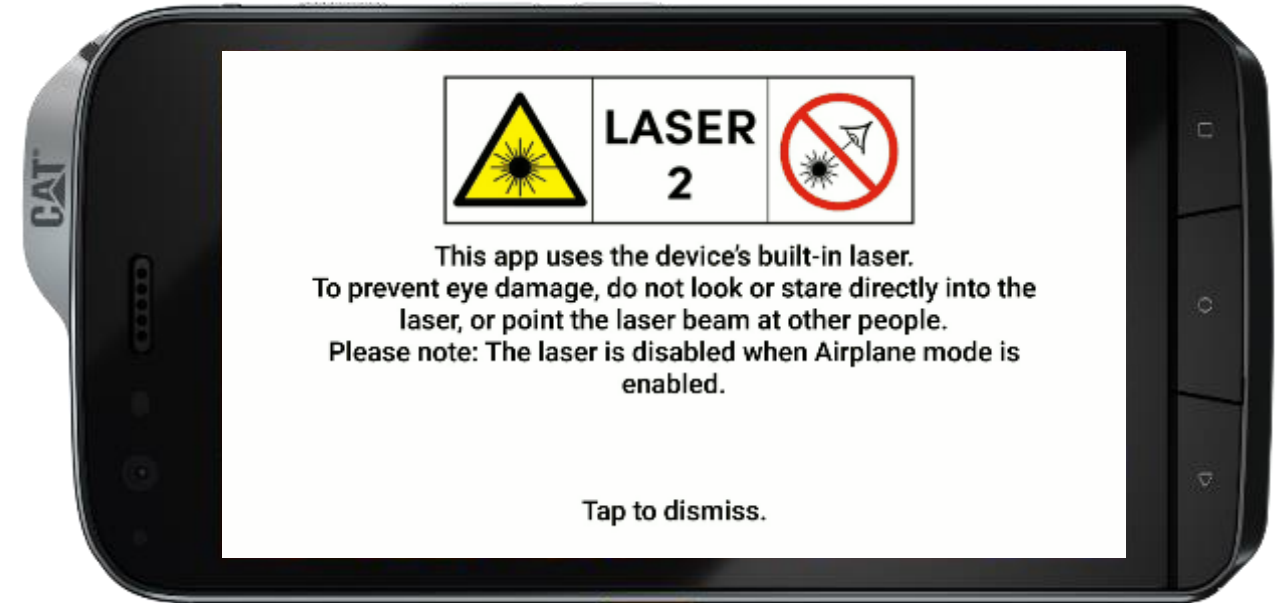 CAT
LASER
2
This app uses the device's built-in laser.
To prevent eye damage, do not look or stare directly into the
laser, or point the laser beam at other people.
Please note: The laser is disabled when Airplane mode is
enabled.
Tap to dismiss.